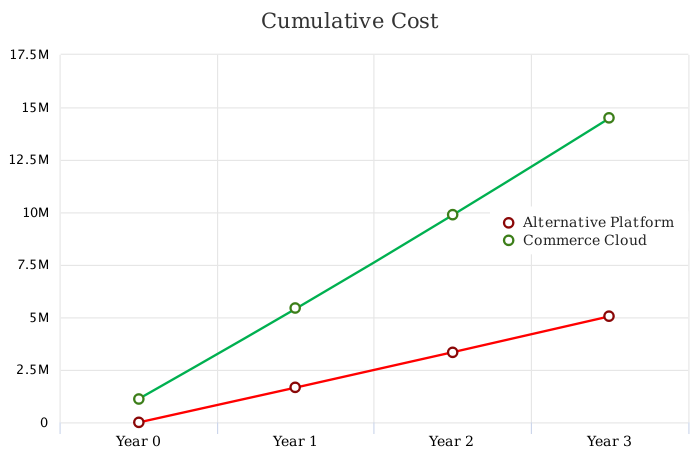 Cumulative Cost
17.5M
15M
12.5M
10M
7.5M
5M
2.5M
0
Alternative Platform
Commerce Cloud
Year 0 Year 1 Year 2 Year 3